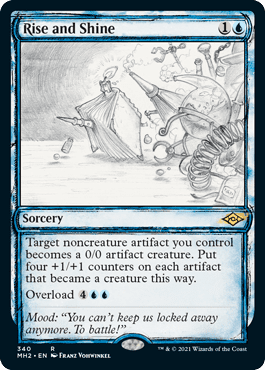 Rise and Shine 1
Sorcery
Target noncreature artifact you control
becomes a 0/0 artifact creature. Put
four +1/+1 counters on each artifact
that became a creature this way.
Overload 4
Mood: “You can’t keep us locked away
anymore. To battle!”
340 R
MH2 • EN Franz Vohwinkel ™ & © 2021 Wizards of the Coast